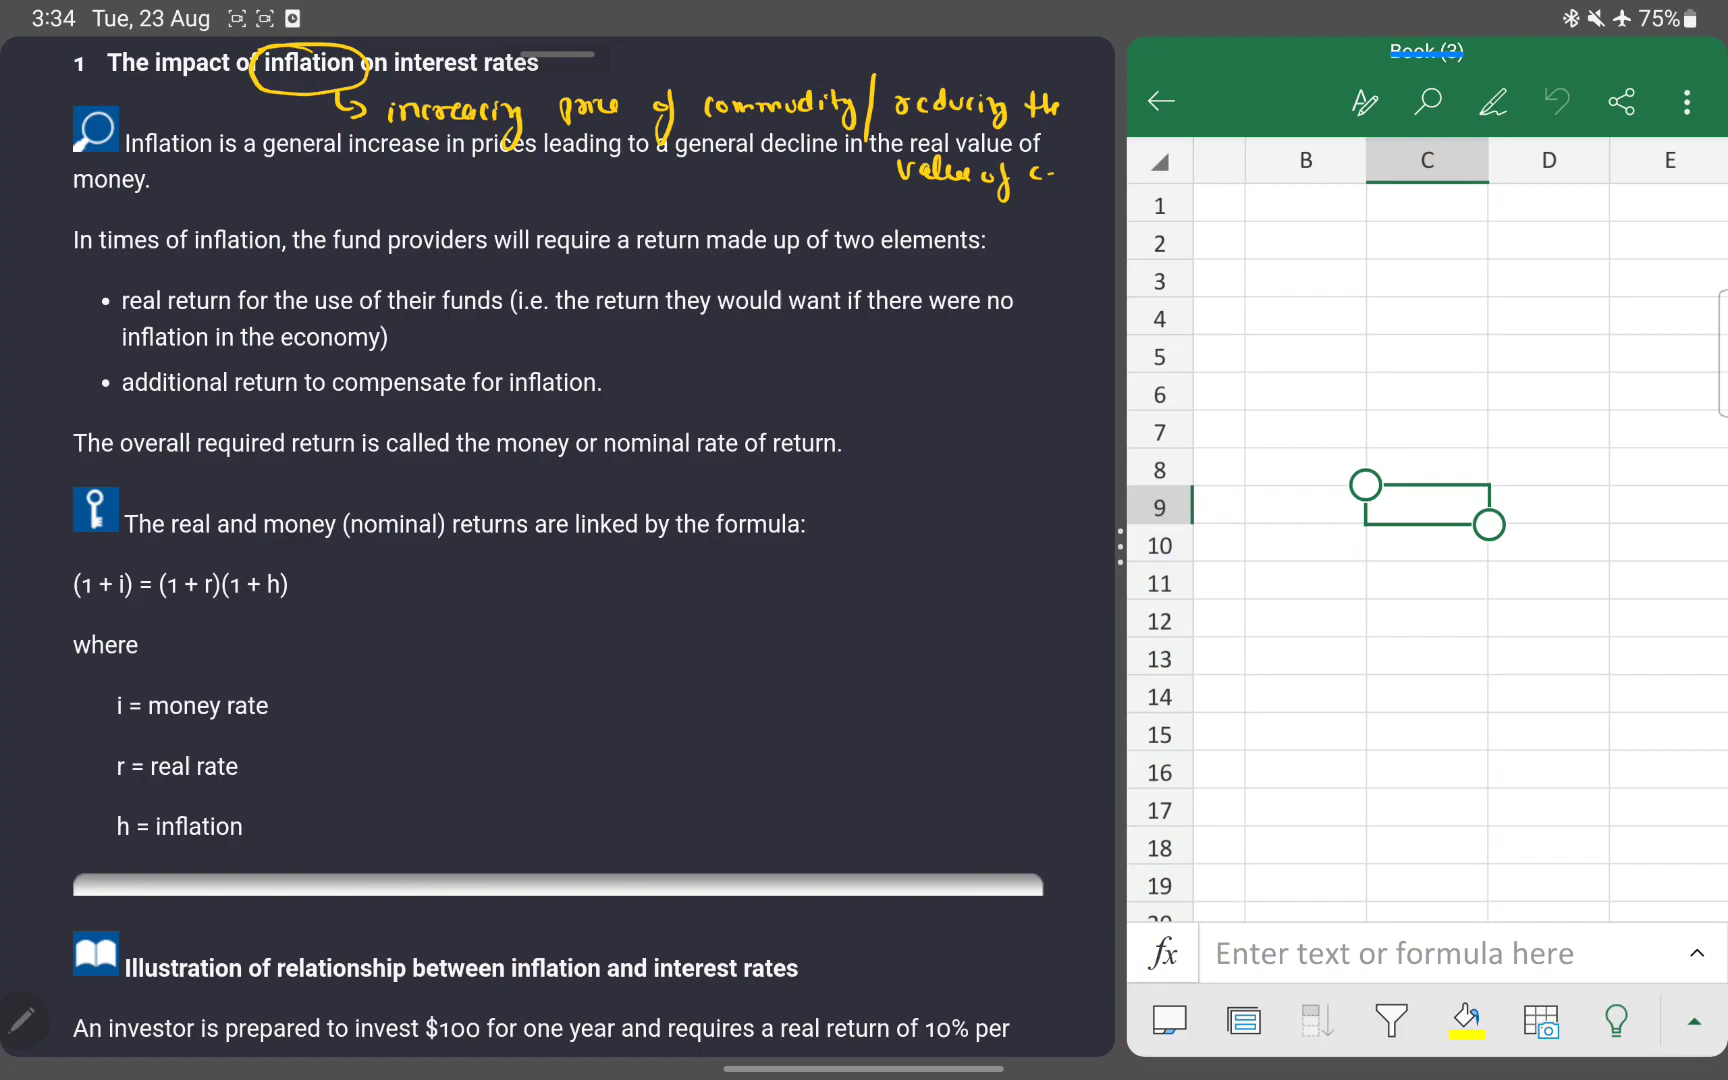 3:34 Tue, 23 Aug 75%
1 The impact of inflation on interest rates
increasing price of commodity/ reducing the
value of c-
Inflation is a general increase in prices leading to a general decline in the real value of
money.
In times of inflation, the fund providers will require a return made up of two elements:
• real return for the use of their funds (i.e. the return they would want if there were no
inflation in the economy)
• additional return to compensate for inflation.
The overall required return is called the money or nominal rate of return.
The real and money (nominal) returns are linked by the formula:
(1 + i) = (1 + r)(1 + h)
where
i = money rate
r = real rate
h = inflation
Illustration of relationship between inflation and interest rates
An investor is prepared to invest $100 for one year and requires a real return of 10% per
Book (3)
B C D E
1
2
3
4
5
6
7
8
9
10
11
12
13
14
15
16
17
18
19
20
fx Enter text or formula here